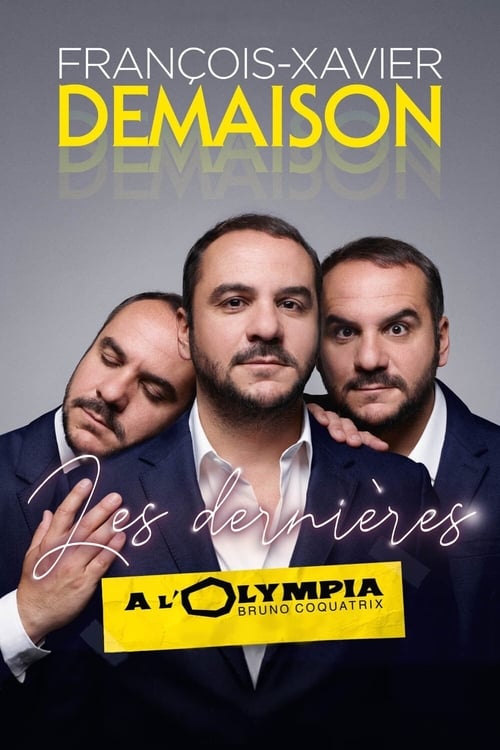 FRANÇOIS-XAVIER
DEMAISON
Les dernières
A L'OLYMPIA
BRUNO COQUATRIX